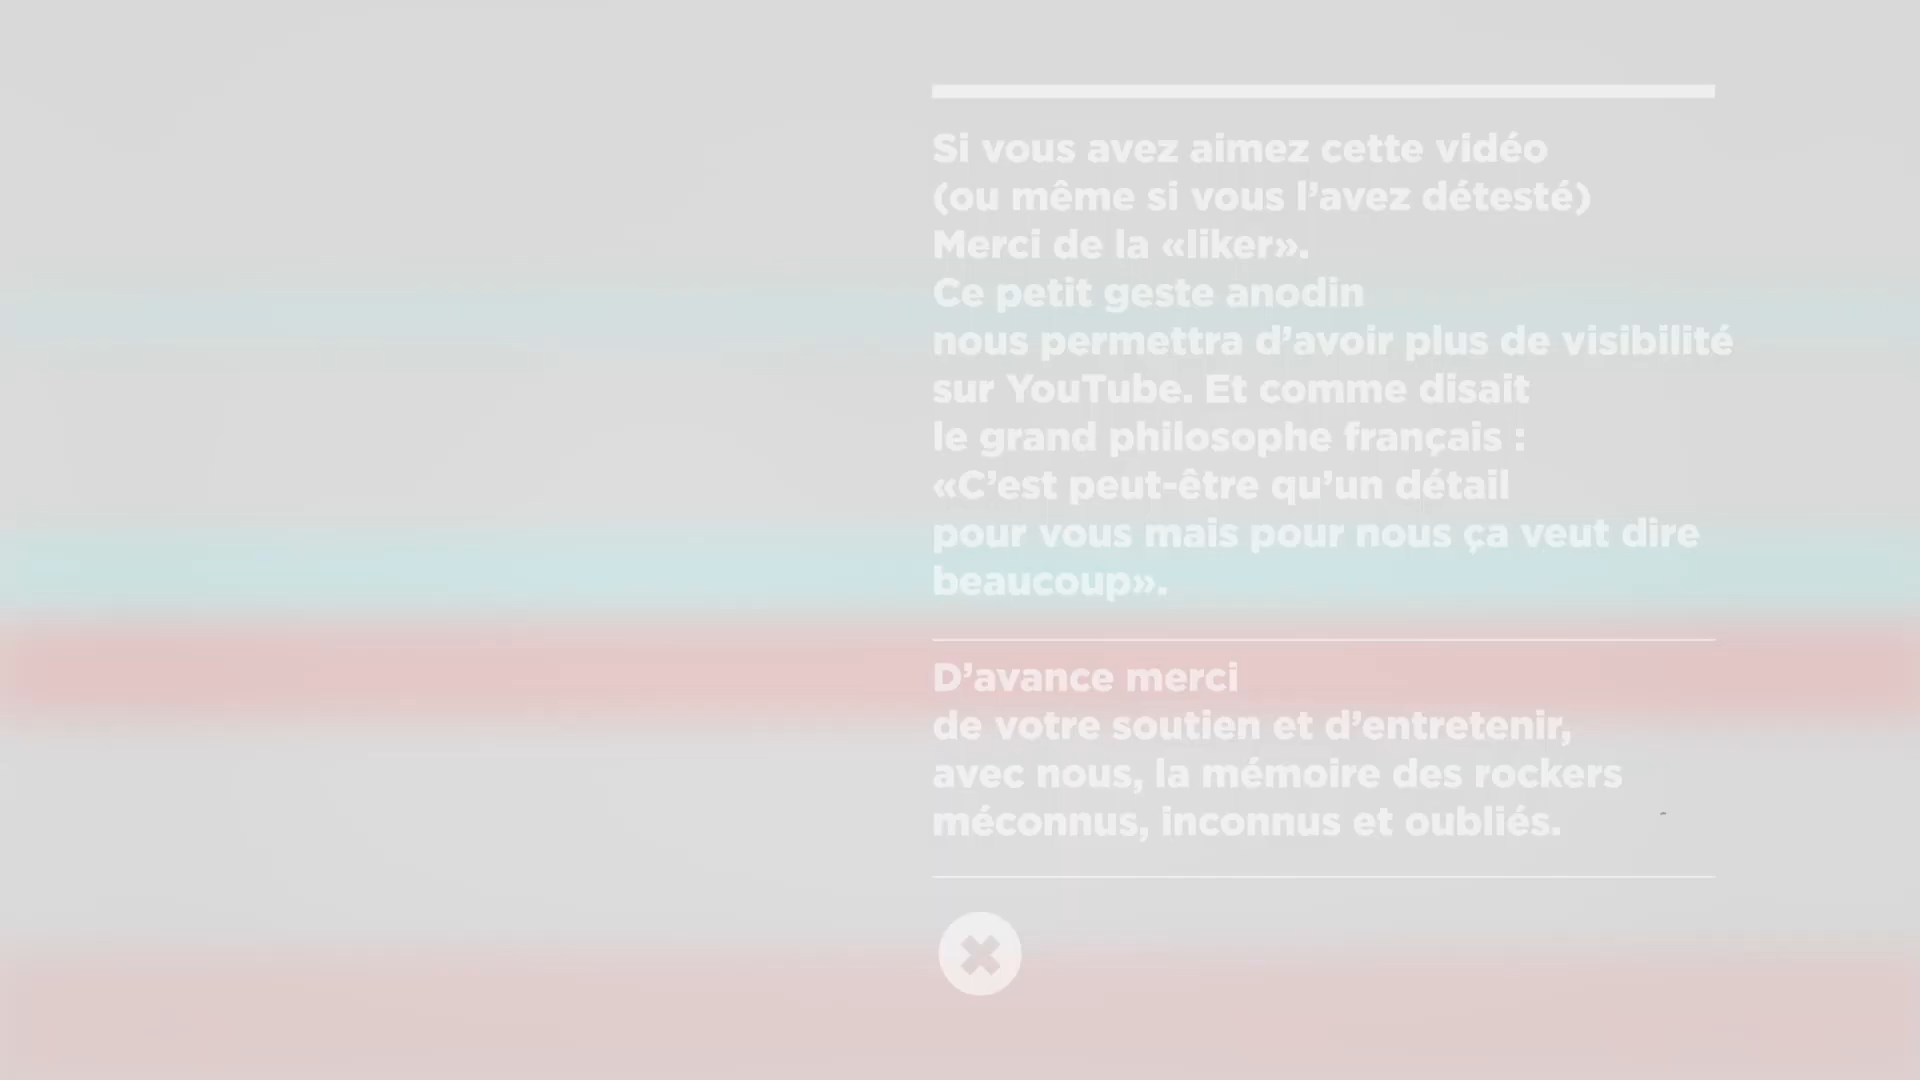 Si vous avez aimez cette vidéo
(ou même si vous l’avez détesté)
Merci de la «liker».
Ce petit geste anodin
nous permettra d’avoir plus de visibilité
sur YouTube. Et comme disait
le grand philosophe français :
«C’est peut-être qu’un détail
pour vous mais pour nous ça veut dire
beaucoup».
D’avance merci
de votre soutien et d’entretenir,
avec nous, la mémoire des rockers
méconnus, inconnus et oubliés.